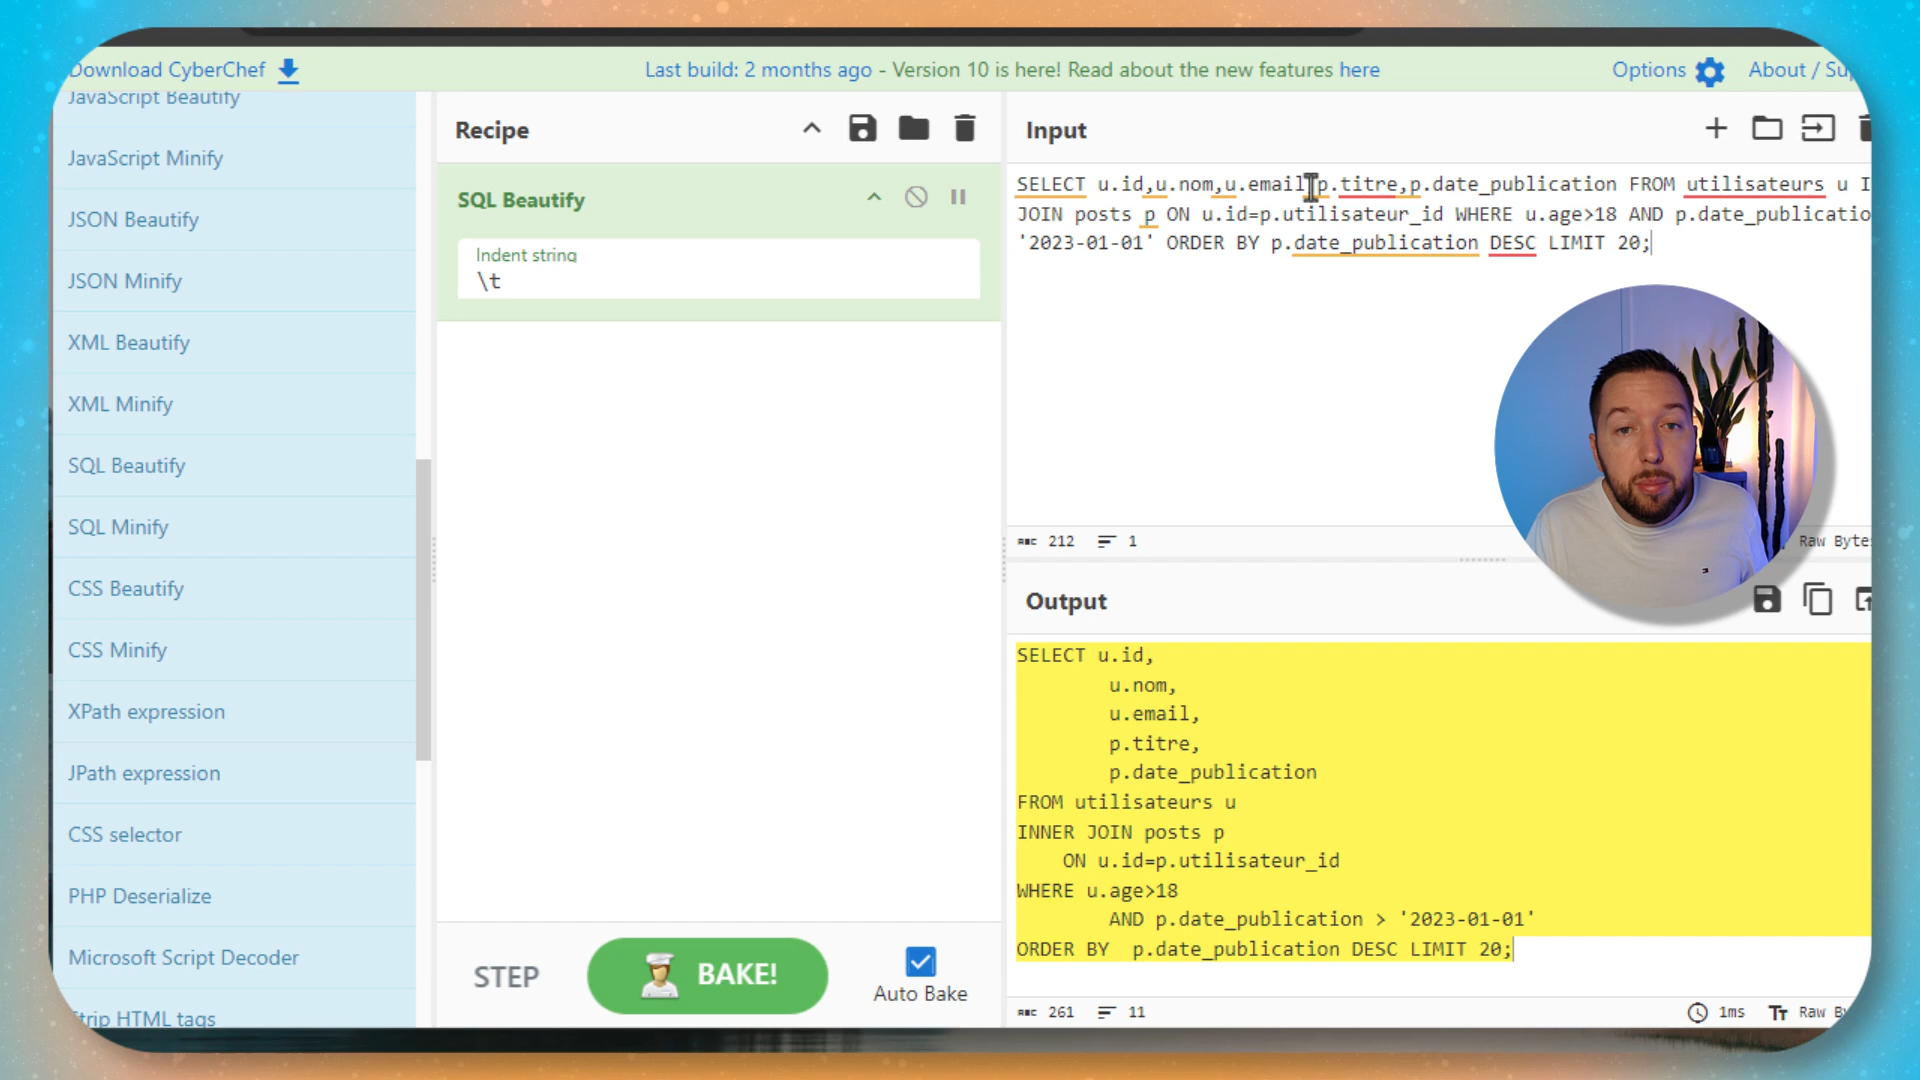 Download CyberChef
Last build: 2 months ago - Version 10 is here! Read about the new features here
Options
About /
JavaScript Beautify
JavaScript Minify
JSON Beautify
JSON Minify
XML Beautify
XML Minify
SQL Beautify
SQL Minify
CSS Beautify
CSS Minify
XPath expression
JPath expression
CSS selector
PHP Deserialize
Microsoft Script Decoder
Strip HTML tags
Recipe
SQL Beautify
Indent string
\t
STEP
BAKE!
Auto Bake
Input
SELECT u.id,u.nom,u.email,p.titre,p.date_publication FROM utilisateurs u I
JOIN posts p ON u.id=p.utilisateur_id WHERE u.age>18 AND p.date_publicatio
'2023-01-01' ORDER BY p.date_publication DESC LIMIT 20;
ABC 212 1
Raw Byte
Output
SELECT u.id,
u.nom,
u.email,
p.titre,
p.date_publication
FROM utilisateurs u
INNER JOIN posts p
ON u.id=p.utilisateur_id
WHERE u.age>18
AND p.date_publication > '2023-01-01'
ORDER BY  p.date_publication DESC LIMIT 20;
ABC 261 11
1ms
Tт Raw